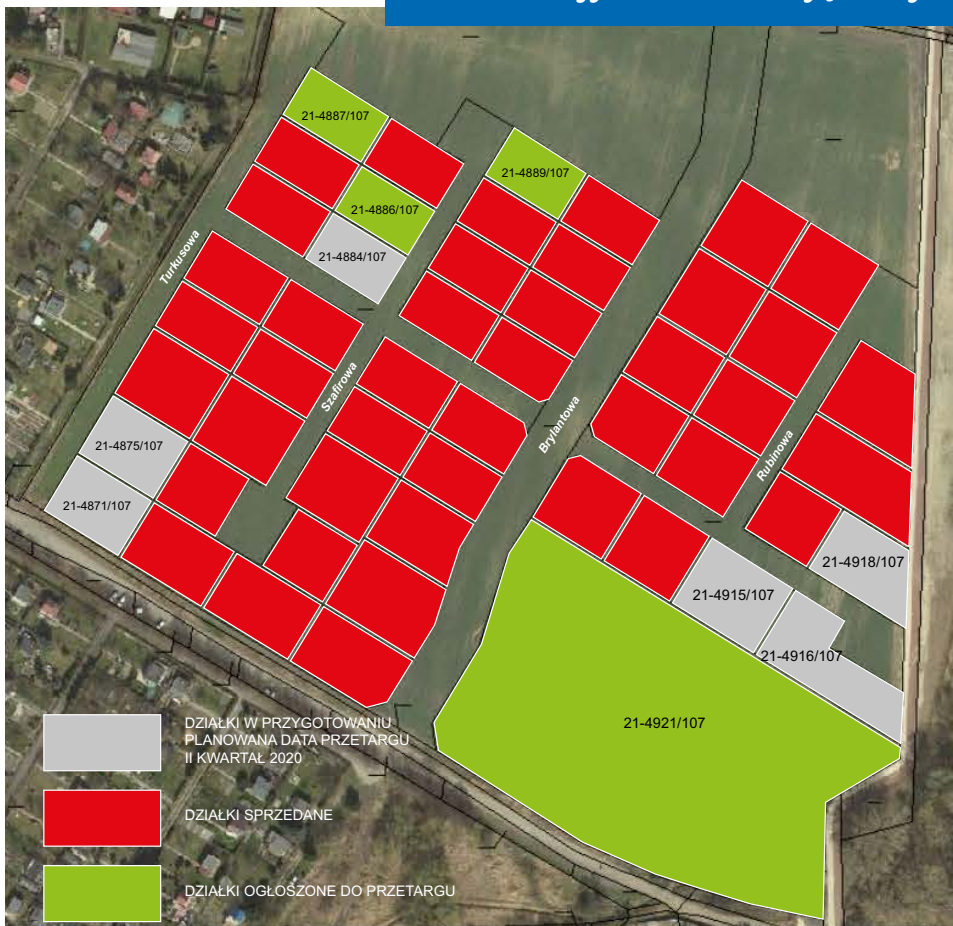 21-4887/107
21-4889/107
21-4886/107
21-4884/107
Turkusowa
Szafirowa
Brylantowa
Rubinowa
21-4875/107
21-4871/107
21-4918/107
21-4915/107
21-4916/107
21-4921/107
DZIAŁKI W PRZYGOTOWANIU
PLANOWANA DATA PRZETARGU
II KWARTAŁ 2020
DZIAŁKI SPRZEDANE
DZIAŁKI OGŁOSZONE DO PRZETARGU